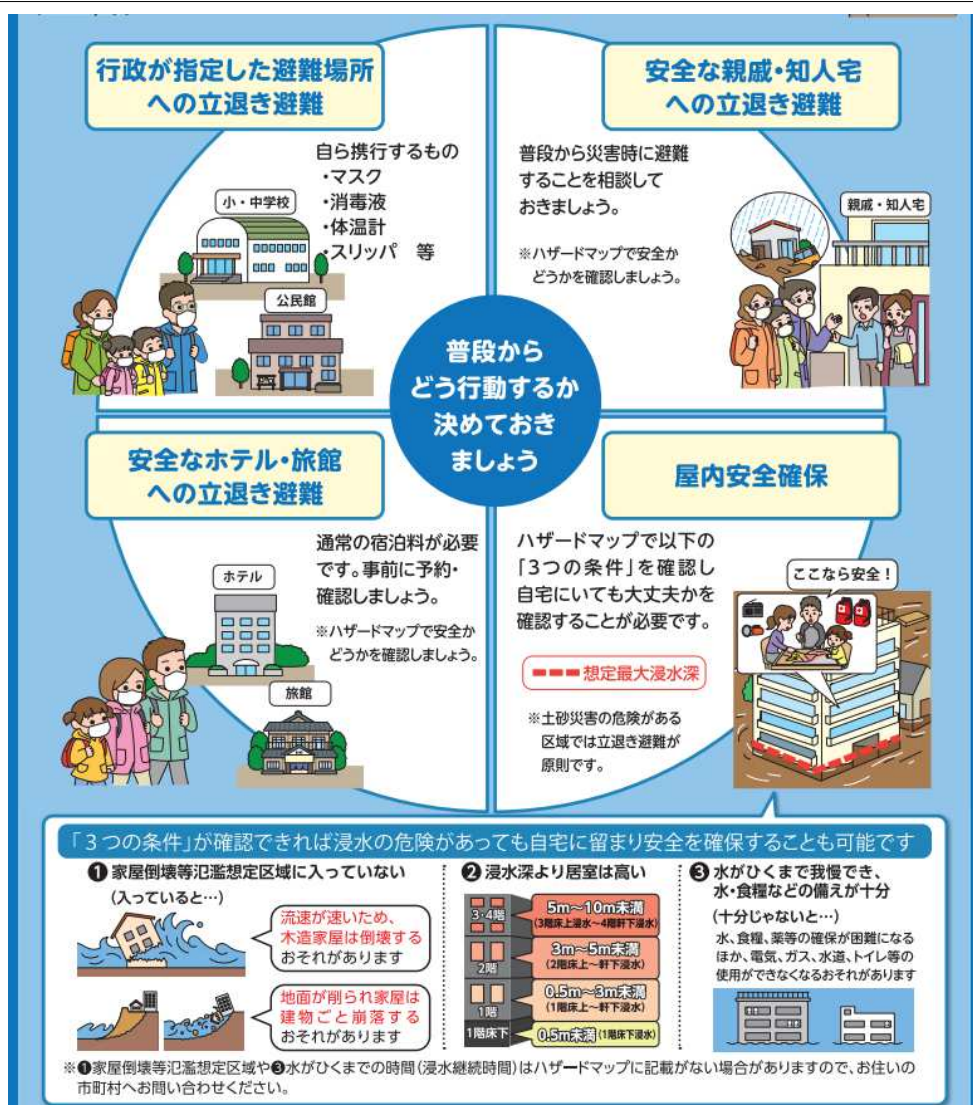 行政が指定した避難場所
への立退き避難
自ら携行するもの
・マスク
・消毒液
・体温計
・スリッパ 等
小・中学校
公民館
安全な親戚・知人宅
への立退き避難
普段から災害時に避難
することを相談して
おきましょう。
※ハザードマップで安全か
どうかを確認しましょう。
親戚・知人宅
普段から
どう行動するか
決めておき
ましょう
安全なホテル・旅館
への立退き避難
通常の宿泊料が必要
です。事前に予約・
確認しましょう。
※ハザードマップで安全か
どうかを確認しましょう。
ホテル
旅館
屋内安全確保
ハザードマップで以下の
「3つの条件」を確認し
自宅にいても大丈夫かを
確認することが必要です。
想定最大浸水深
※土砂災害の危険がある
区域では立退き避難が
原則です。
ここなら安全!
「3つの条件」が確認できれば浸水の危険があっても自宅に留まり安全を確保することも可能です
❶家屋倒壊等氾濫想定区域に入っていない
(入っていると…)
流速が速いため、
木造家屋は倒壊する
おそれがあります
地面が削られ家屋は
建物ごと崩落する
おそれがあります
❷浸水深より居室は高い
3・4階
5m〜10m未満
(3階床上浸水〜4階軒下浸水)
2階
3m〜5m未満
(2階床上〜軒下浸水)
1階
0.5m〜3m未満
(1階床上〜軒下浸水)
1階床下
0.5m未満(1階床下浸水)
❸水がひくまで我慢でき、
水・食糧などの備えが十分
(十分じゃないと…)
水、食糧、薬等の確保が困難になる
ほか、電気、ガス、水道、トイレ等の
使用ができなくなるおそれがあります
※❶家屋倒壊等氾濫想定区域や❸水がひくまでの時間(浸水継続時間)はハザードマップに記載がない場合がありますので、お住いの
市町村へお問い合わせください。